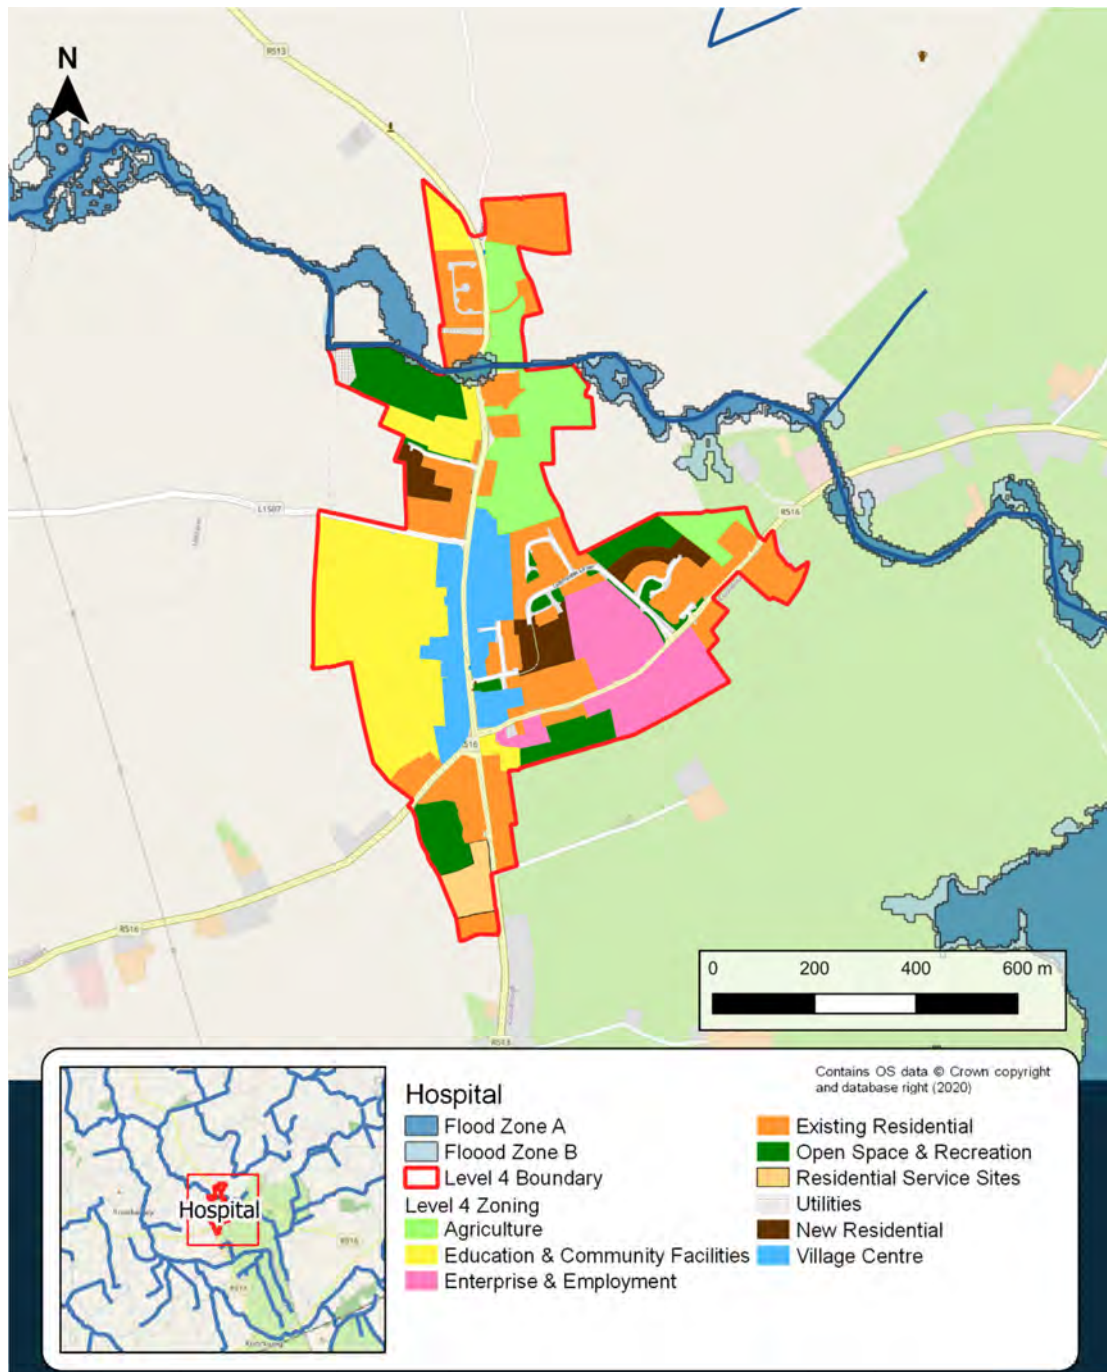 R513
N
L1507
R516
516
R516
R513
0 200 400 600 m
Contains OS data © Crown copyright
and database right (2020)
Hospital
Flood Zone A
Floood Zone B
Level 4 Boundary
Level 4 Zoning
Agriculture
Education & Community Facilities
Enterprise & Employment
Existing Residential
Open Space & Recreation
Residential Service Sites
Utilities
New Residential
Village Centre
Hospital
R516